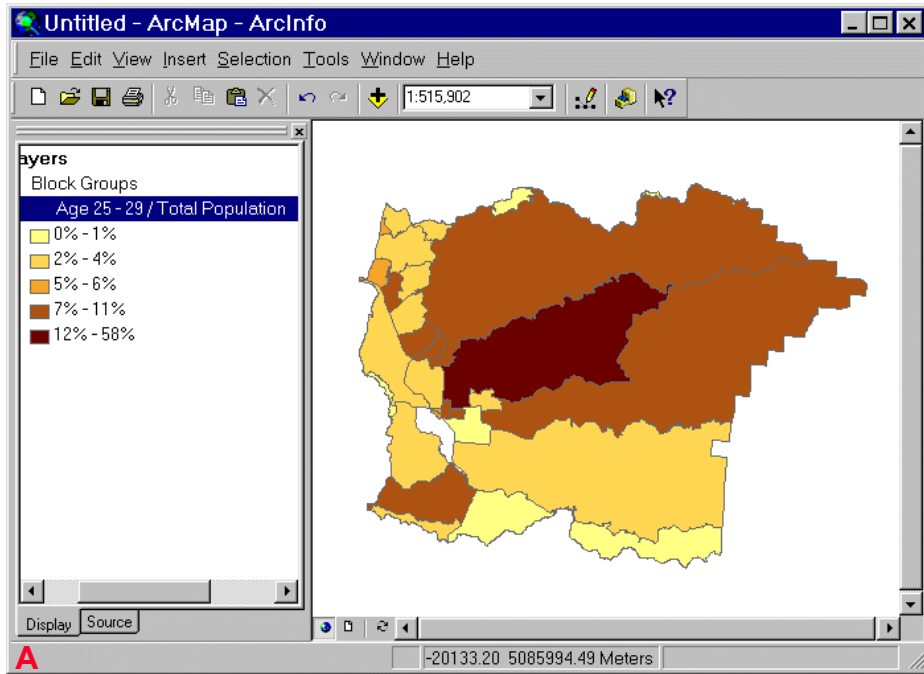 Untitled - ArcMap - ArcInfo
File Edit View Insert Selection Tools Window Help
1:515,902
ayers
Block Groups
Age 25 - 29 / Total Population
0% - 1%
2% - 4%
5% - 6%
7% - 11%
12% - 58%
Display Source
A
-20133.20 5085994.49 Meters